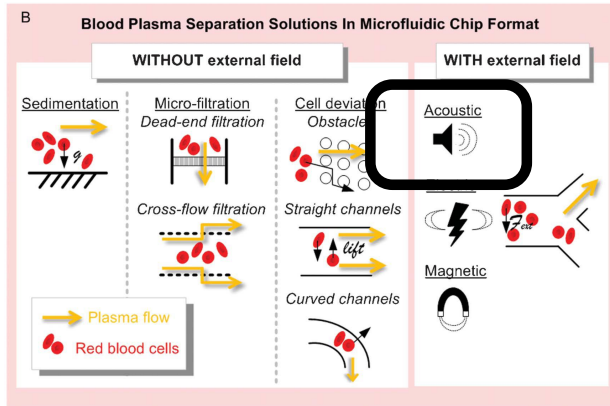 B
Blood Plasma Separation Solutions In Microfluidic Chip Format
WITHOUT external field
WITH external field
Sedimentation
g
Micro-filtration
Dead-end filtration
Cross-flow filtration
Cell deviation
Obstacle
Straight channels
lift
Curved channels
Acoustic
Fext
Magnetic
Plasma flow
Red blood cells